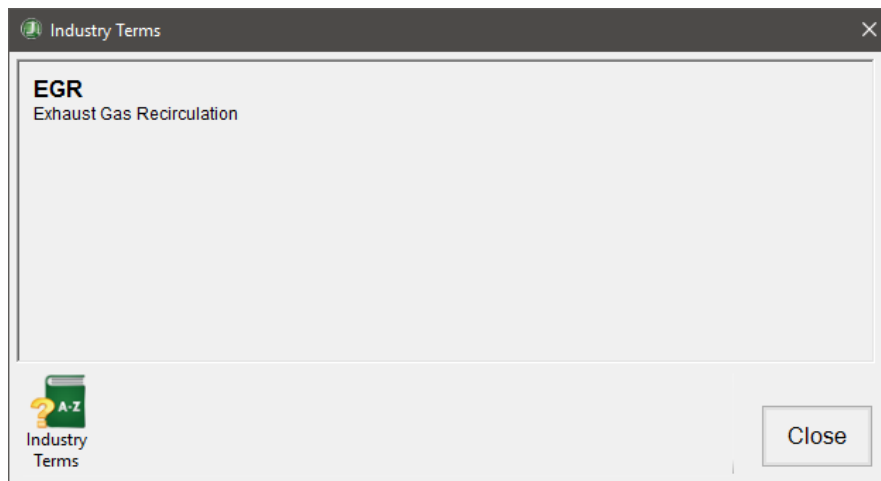 Industry Terms
EGR
Exhaust Gas Recirculation
A-Z
Industry
Terms
Close